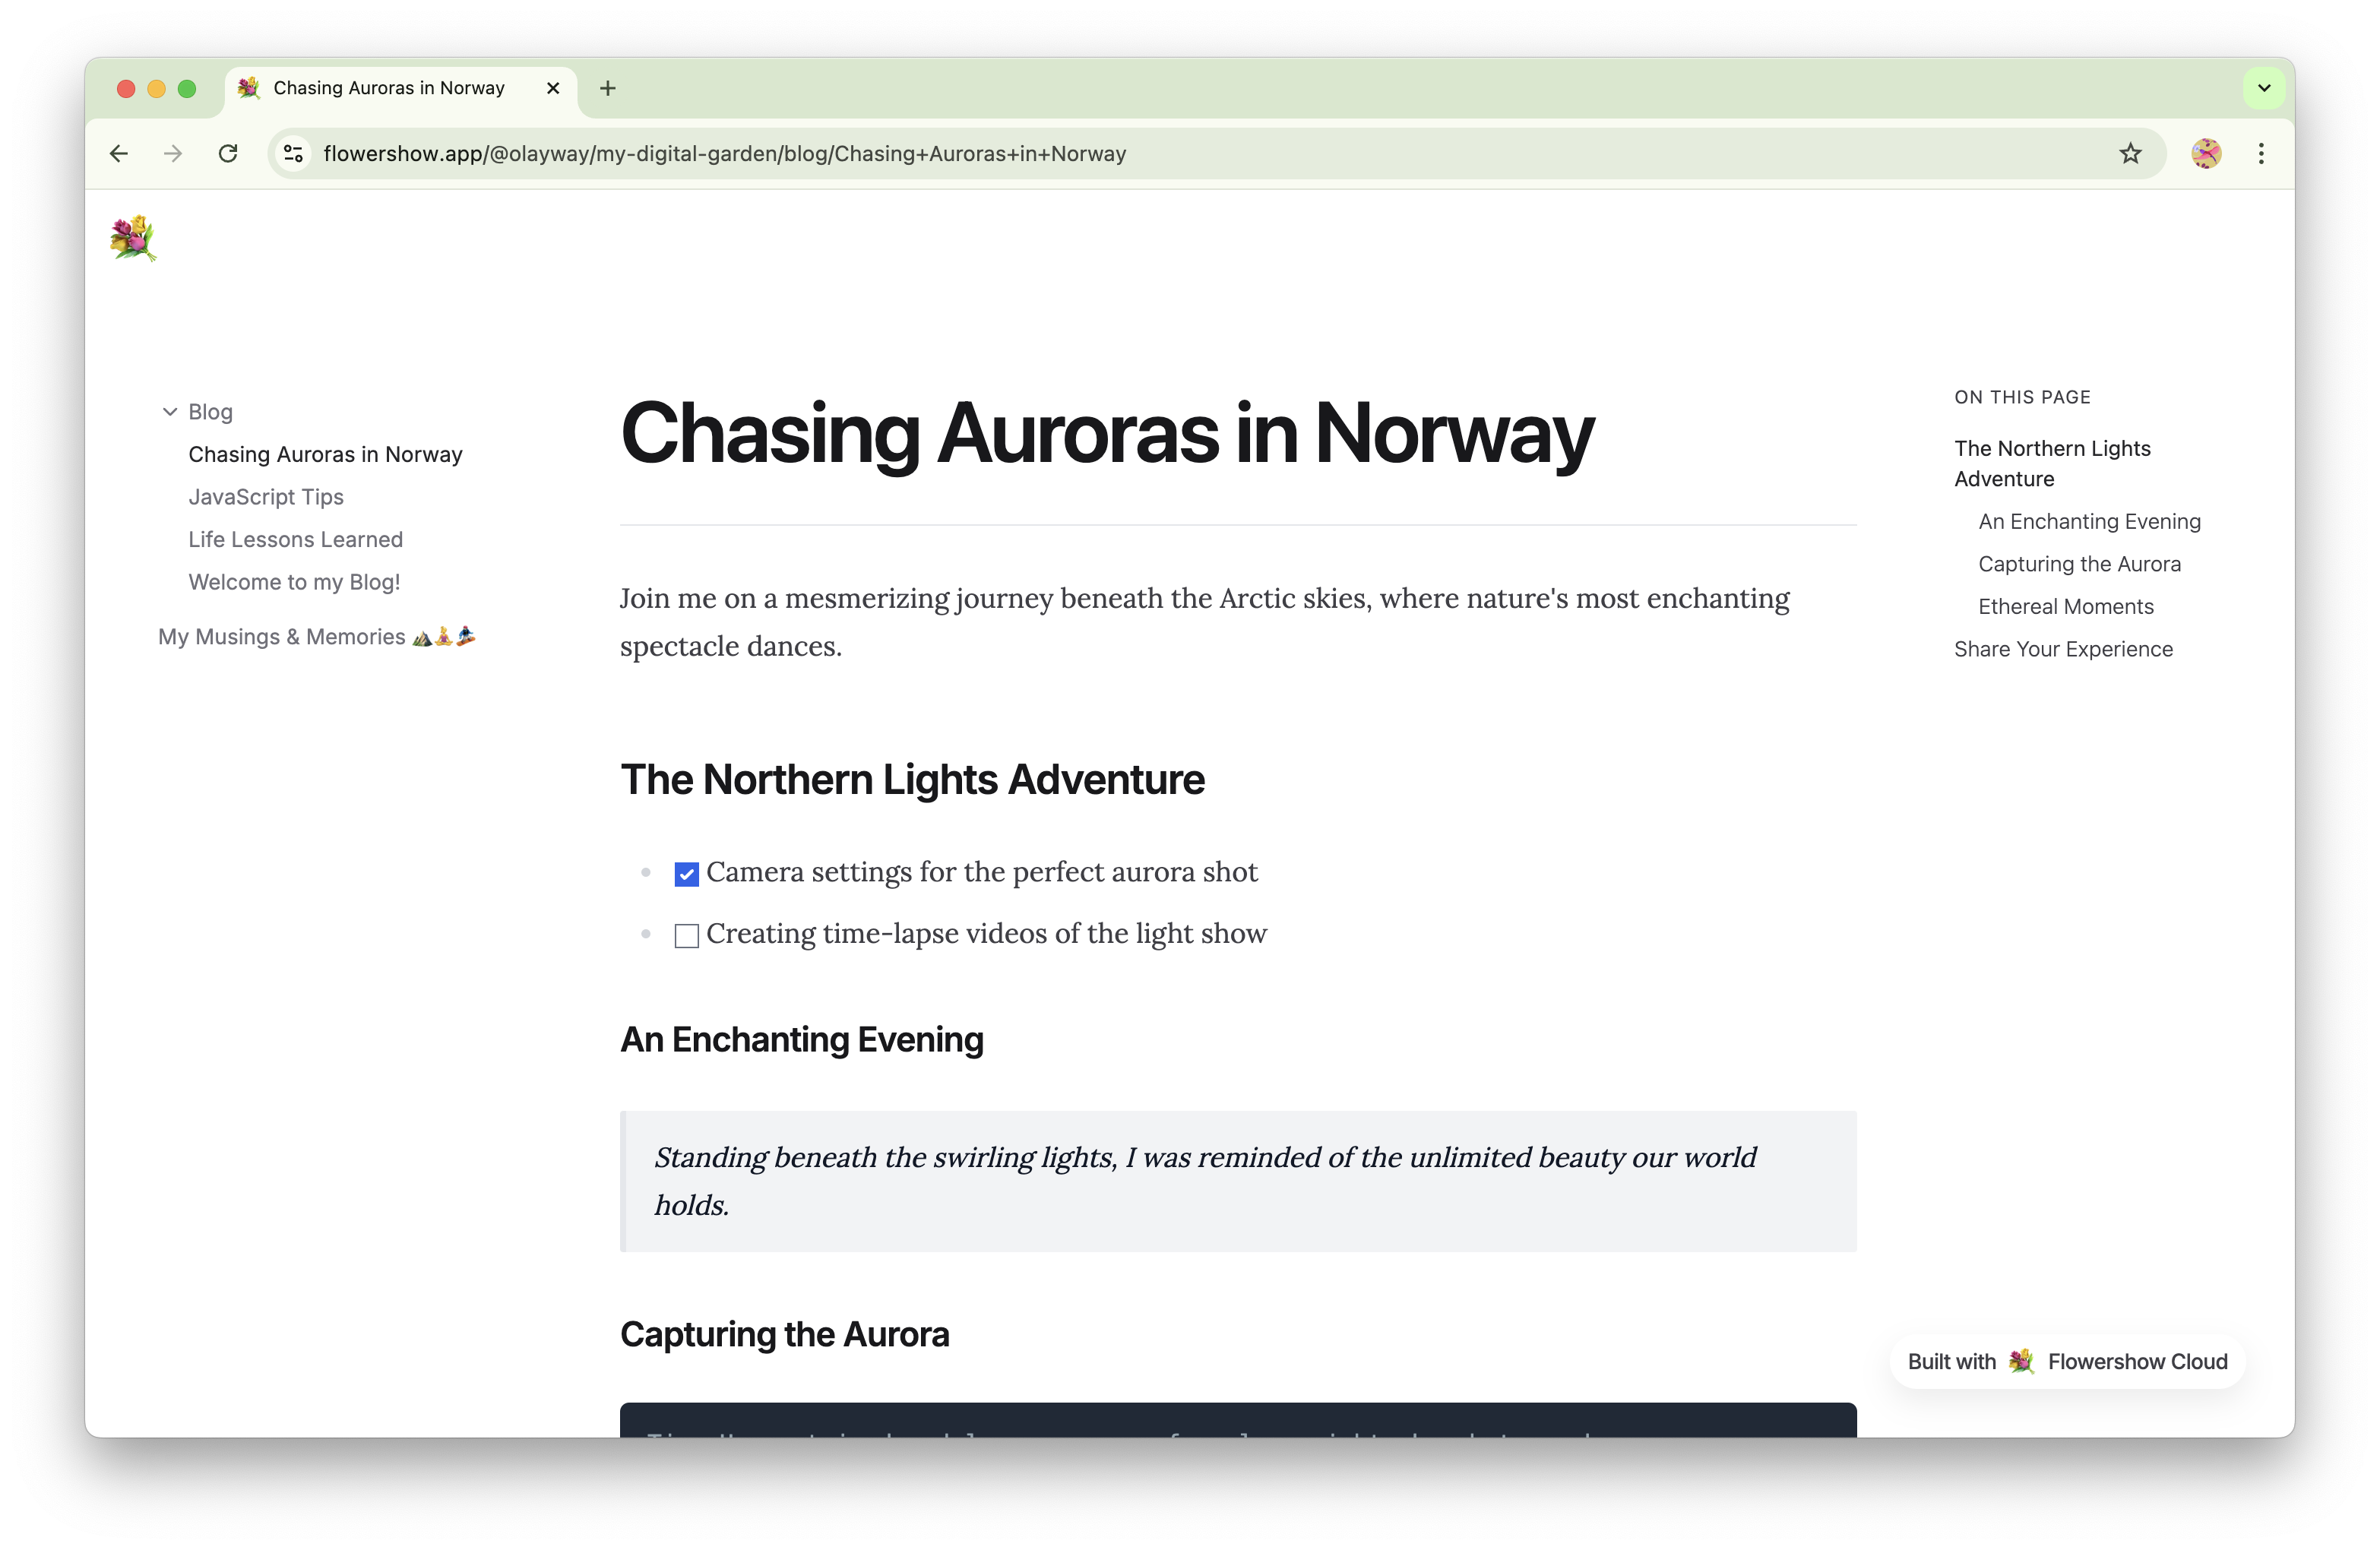 Chasing Auroras in Norway
flowershow.app/@olayway/my-digital-garden/blog/Chasing+Auroras+in+Norway
Blog
Chasing Auroras in Norway
JavaScript Tips
Life Lessons Learned
Welcome to my Blog!
My Musings & Memories ⛰️🧘‍♀️🏂
Chasing Auroras in Norway
Join me on a mesmerizing journey beneath the Arctic skies, where nature's most enchanting
spectacle dances.
The Northern Lights Adventure
Camera settings for the perfect aurora shot
Creating time-lapse videos of the light show
An Enchanting Evening
Standing beneath the swirling lights, I was reminded of the unlimited beauty our world
holds.
Capturing the Aurora
ON THIS PAGE
The Northern Lights
Adventure
An Enchanting Evening
Capturing the Aurora
Ethereal Moments
Share Your Experience
Built with 💐 Flowershow Cloud